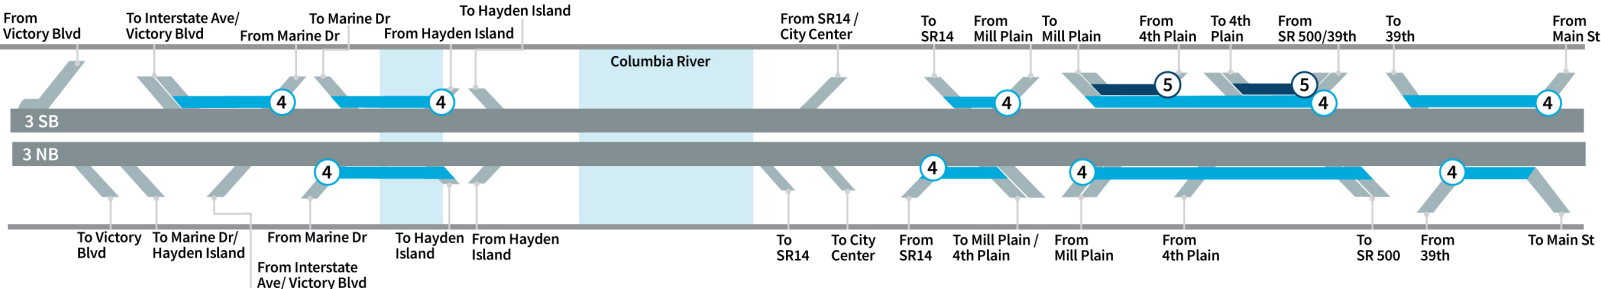 From
Victory Blvd
To Interstate Ave/
Victory Blvd
From Marine Dr
To Marine Dr
From Hayden Island
To Hayden Island
Columbia River
From SR14 /
City Center
To
SR14
From
Mill Plain
To
Mill Plain
From
4th Plain
To 4th
Plain
From
SR 500/39th
To
39th
From
Main St
4
4
4
5
5
4
4
3 SB
3 NB
4
4
4
4
To Victory
Blvd
To Marine Dr/
Hayden Island
From Interstate
Ave/ Victory Blvd
From Marine Dr
To Hayden
Island
From Hayden
Island
To
SR14
To City
Center
From
SR14
To Mill Plain /
4th Plain
From
Mill Plain
From
4th Plain
To
SR 500
From
39th
To Main St